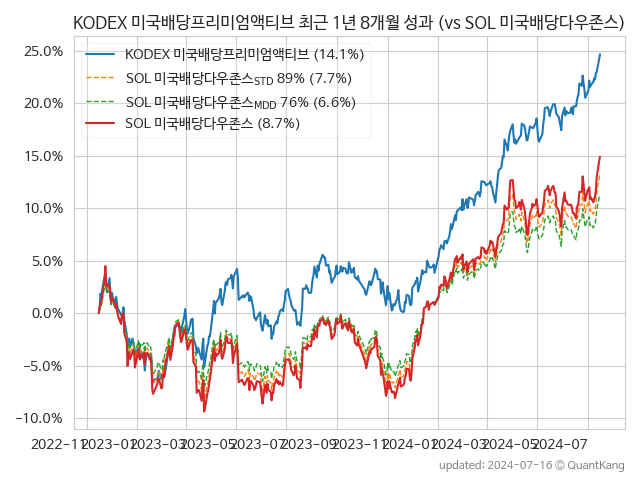 KODEX 미국배당프리미엄액티브 최근 1년 8개월 성과 (vs SOL 미국배당다우존스)
KODEX 미국배당프리미엄액티브 (14.1%)
SOL 미국배당다우존스STD 89% (7.7%)
SOL 미국배당다우존스MDD 76% (6.6%)
SOL 미국배당다우존스 (8.7%)
25.0%
20.0%
15.0%
10.0%
5.0%
0.0%
−5.0%
−10.0%
2022-11 2023-01 2023-03 2023-05 2023-07 2023-09 2023-11 2024-01 2024-03 2024-05 2024-07
updated: 2024-07-16 © QuantKang